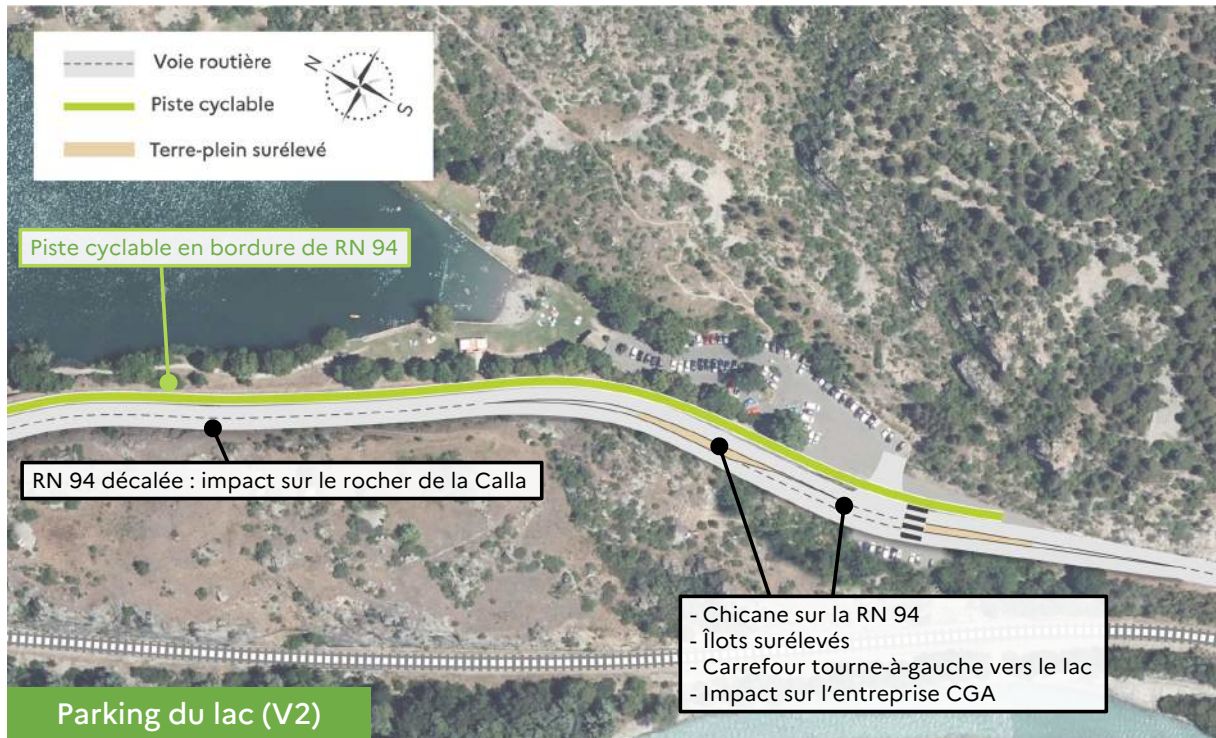 Voie routière
N
Piste cyclable
S
Terre-plein surélevé
Piste cyclable en bordure de RN 94
RN 94 décalée : impact sur le rocher de la Calla
- Chicane sur la RN 94
- Îlots surélevés
- Carrefour tourne-à-gauche vers le lac
- Impact sur l'entreprise CGA
Parking du lac (V2)